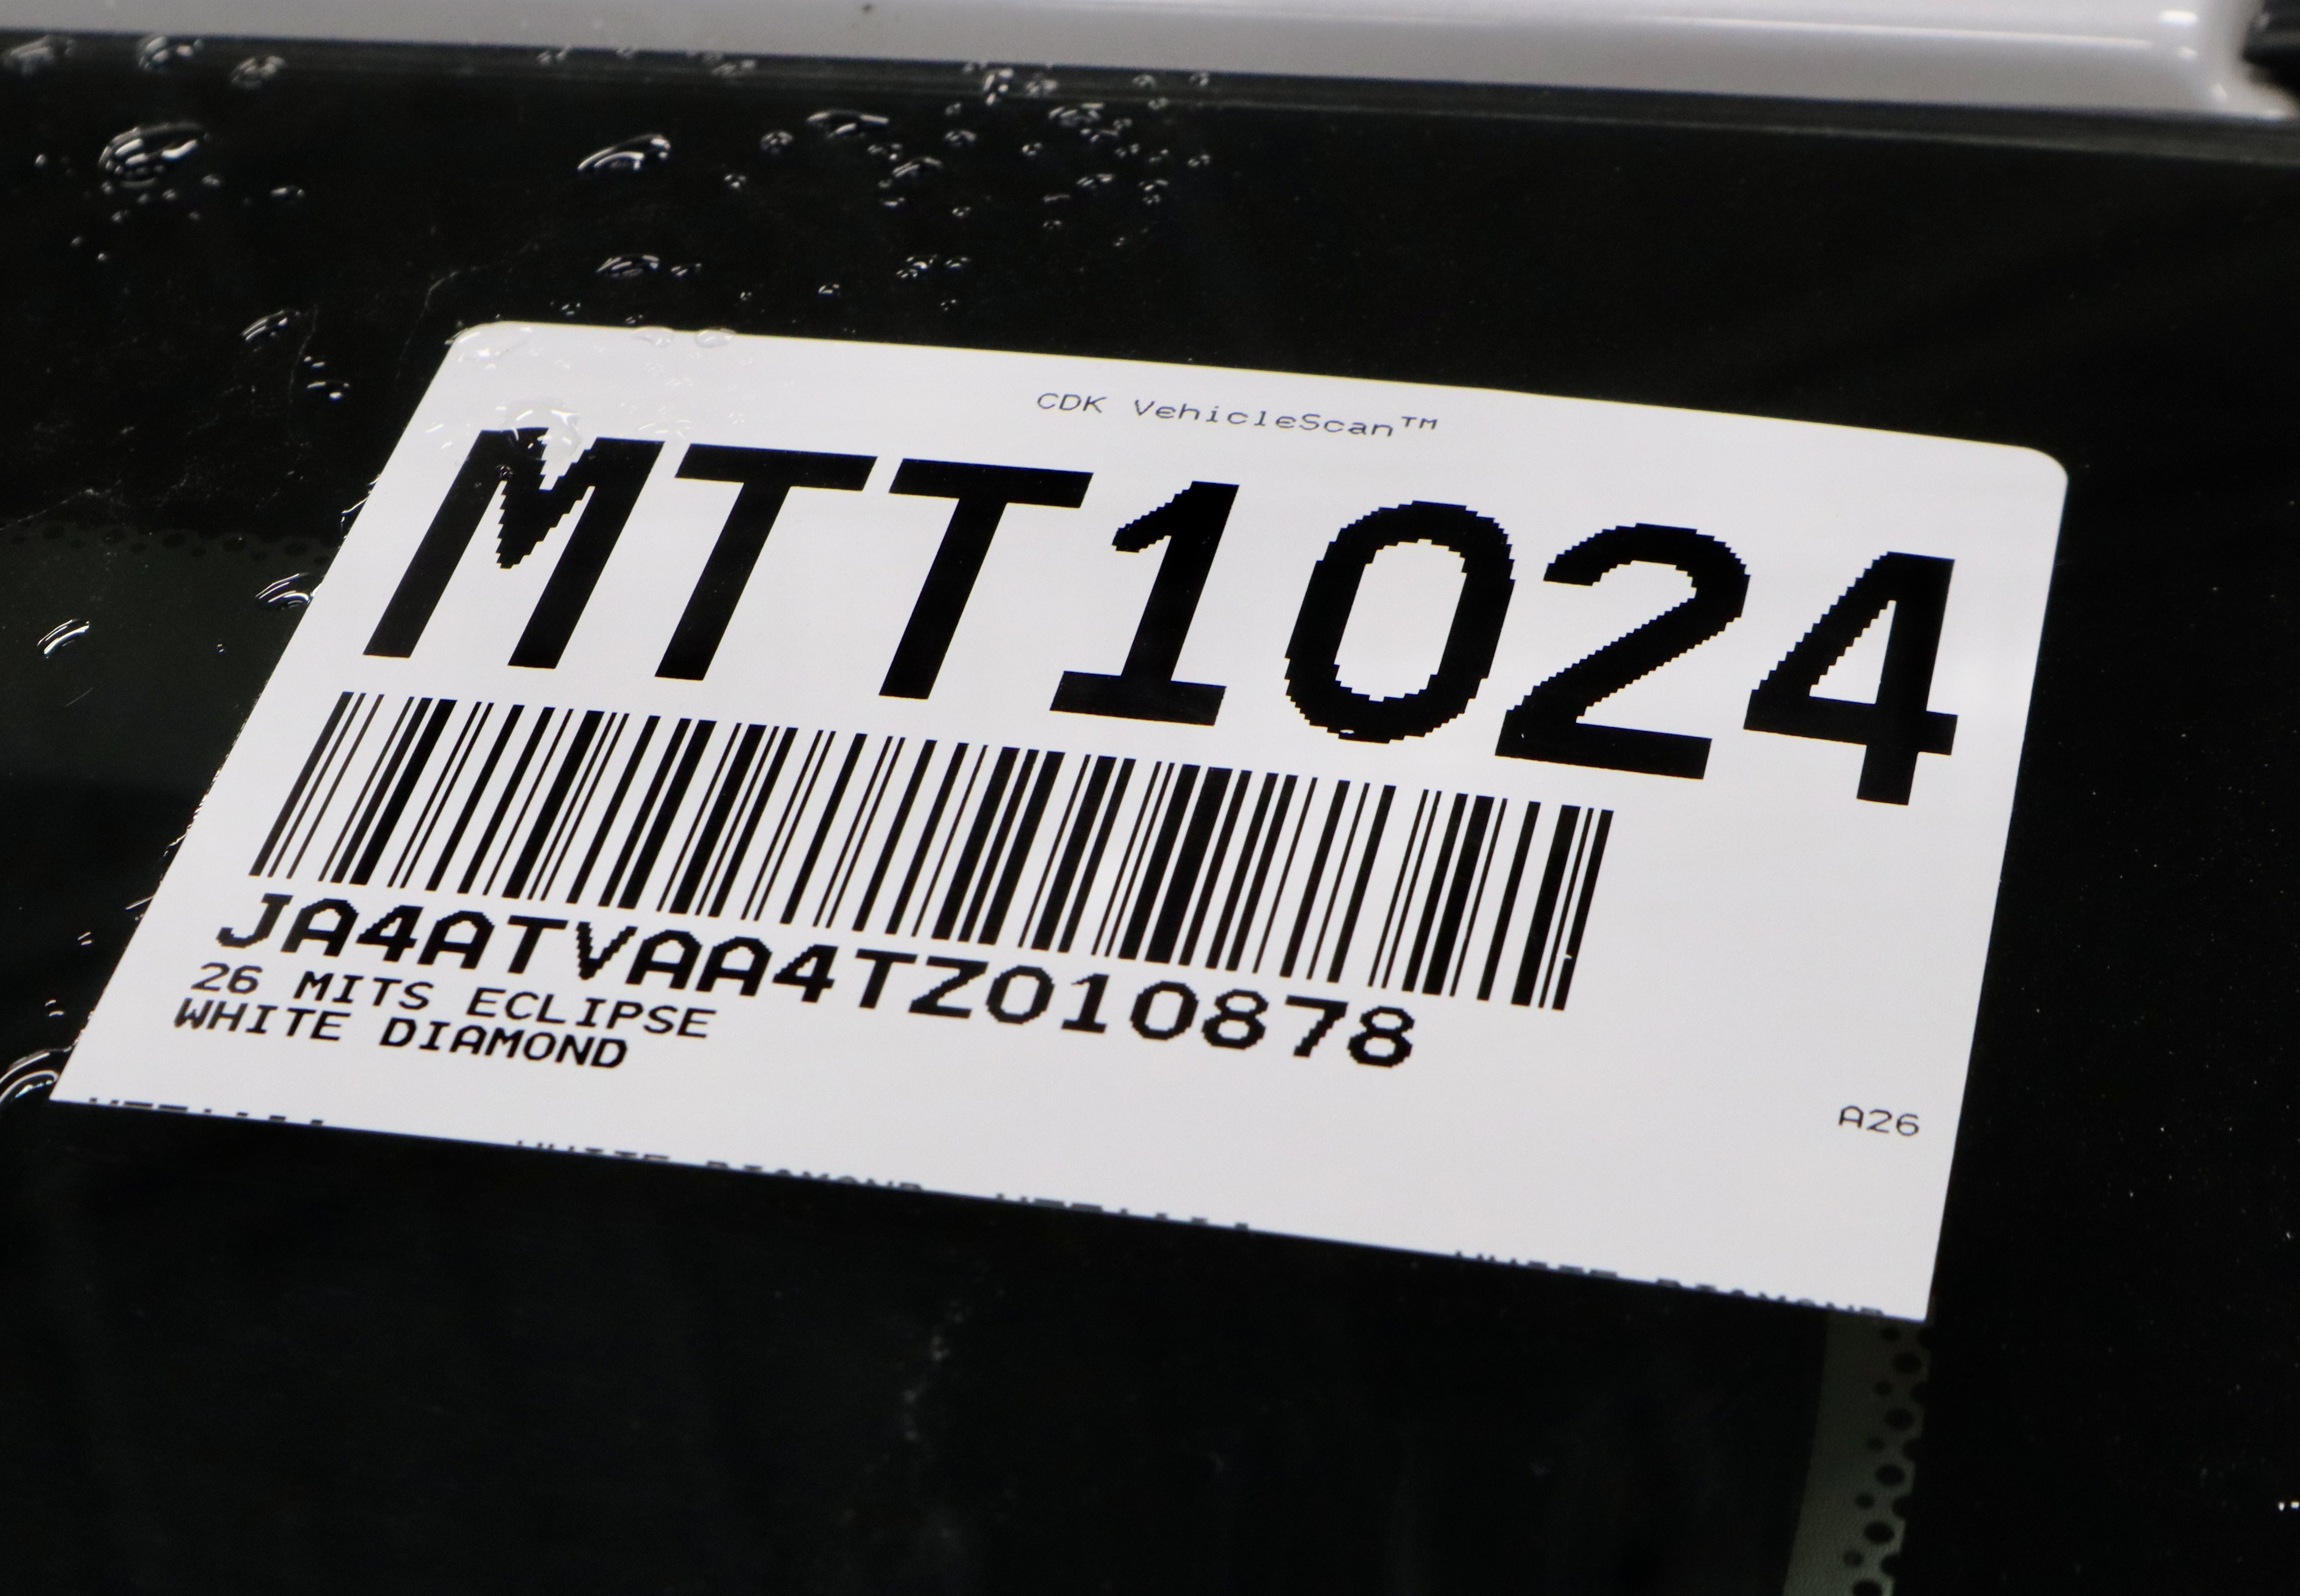 CDK VehicleScan™
MTT1024
JA4ATVAA4TZ010878
26 MITS ECLIPSE
WHITE DIAMOND
A26